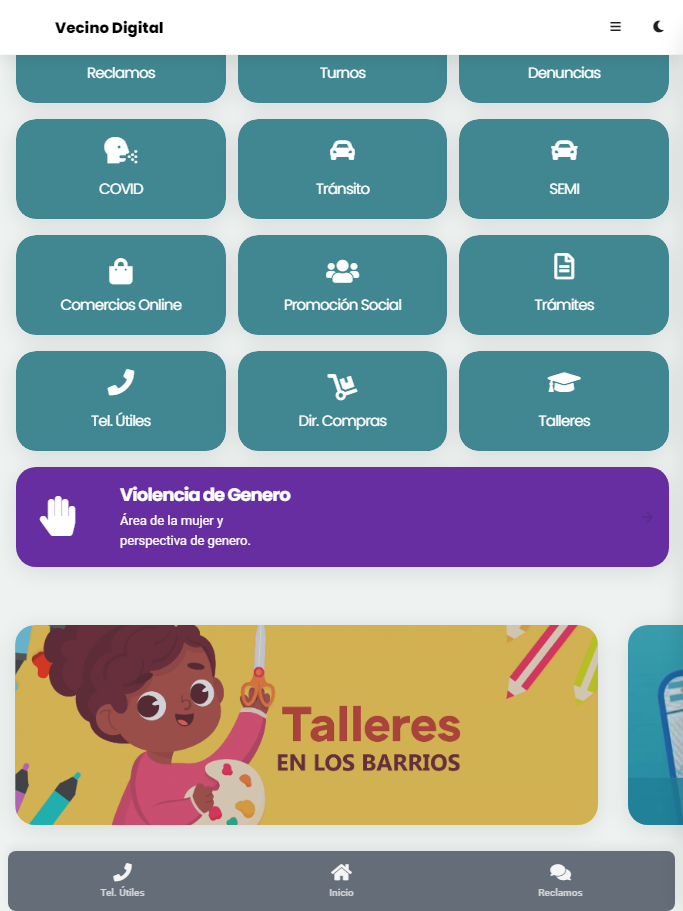 Vecino Digital
Reclamos
Turnos
Denuncias
COVID
Tránsito
SEMI
Comercios Online
Promoción Social
Trámites
Tel. Útiles
Dir. Compras
Talleres
Violencia de Genero
Área de la mujer y
perspectiva de genero.
Talleres
EN LOS BARRIOS
Tel. Útiles
Inicio
Reclamos